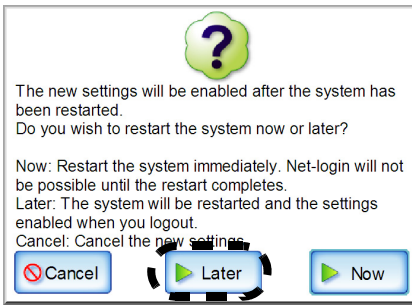 ?
The new settings will be enabled after the system has
been restarted.
Do you wish to restart the system now or later?
Now: Restart the system immediately. Net-login will not
be possible until the restart completes.
Later: The system will be restarted and the settings
enabled when you logout.
Cancel: Cancel the new settings.
Cancel
Later
Now